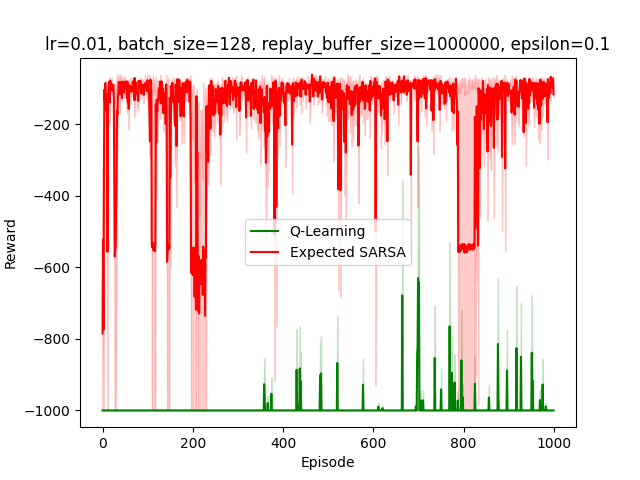 lr=0.01, batch_size=128, replay_buffer_size=1000000, epsilon=0.1
Reward
−200
−400
−600
−800
−1000
Q-Learning
Expected SARSA
0
200
400
600
800
1000
Episode